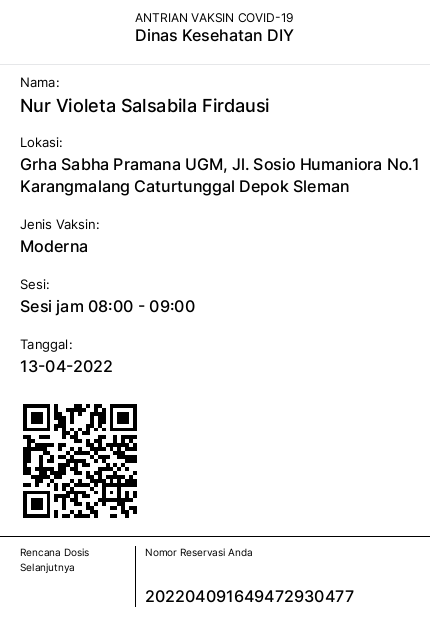 ANTRIAN VAKSIN COVID-19
Dinas Kesehatan DIY
Nama:
Nur Violeta Salsabila Firdausi
Lokasi:
Grha Sabha Pramana UGM, Jl. Sosio Humaniora No.1
Karangmalang Caturtunggal Depok Sleman
Jenis Vaksin:
Moderna
Sesi:
Sesi jam 08:00 - 09:00
Tanggal:
13-04-2022
Rencana Dosis
Selanjutnya
Nomor Reservasi Anda
202204091649472930477